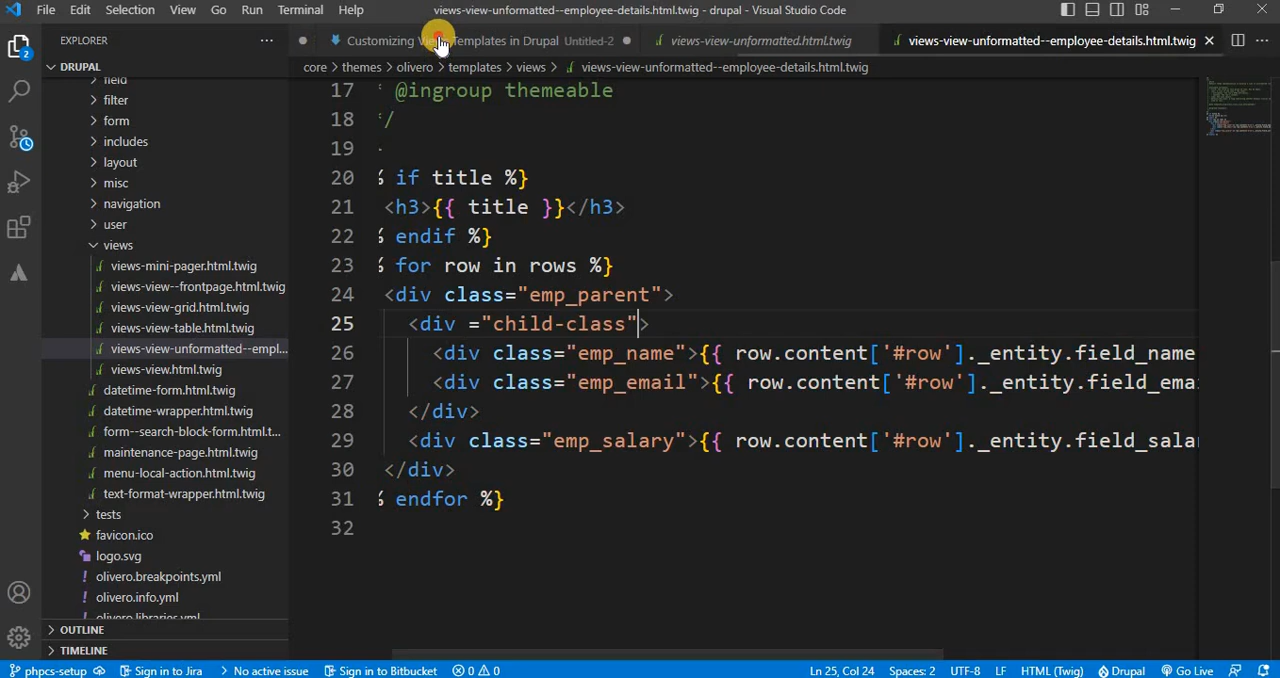 File Edit Selection View Go Run Terminal Help views-view-unformatted--employee-details.html.twig - drupal - Visual Studio Code
EXPLORER ···
Customizing Templates in Drupal Untitled-2
views-view-unformatted.html.twig
views-view-unformatted--employee-details.html.twig
DRUPAL
core > themes > olivero > templates > views > views-view-unformatted--employee-details.html.twig
field
filter
form
includes
layout
misc
navigation
user
views
views-mini-pager.html.twig
views-view--frontpage.html.twig
views-view-grid.html.twig
views-view-table.html.twig
views-view-unformatted--empl...
views-view.html.twig
datetime-form.html.twig
datetime-wrapper.html.twig
form--search-block-form.html.t...
maintenance-page.html.twig
menu-local-action.html.twig
text-format-wrapper.html.twig
tests
favicon.ico
logo.svg
olivero.breakpoints.yml
olivero.info.yml
olivero.libraries.yml
OUTLINE
TIMELINE
17 @ingroup themeable
18 /
19
20 % if title %}
21 <h3>{{ title }}</h3>
22 % endif %}
23 % for row in rows %}
24 <div class="emp_parent">
25 <div ="child-class">
26 <div class="emp_name">{{ row.content['#row']._entity.field_name
27 <div class="emp_email">{{ row.content['#row']._entity.field_ema
28 </div>
29 <div class="emp_salary">{{ row.content['#row']._entity.field_sala
30 </div>
31 % endfor %}
32
2
phpcs-setup Sign in to Jira No active issue Sign in to Bitbucket 0 0 Ln 25, Col 24 Spaces: 2 UTF-8 LF HTML (Twig) Drupal Go Live